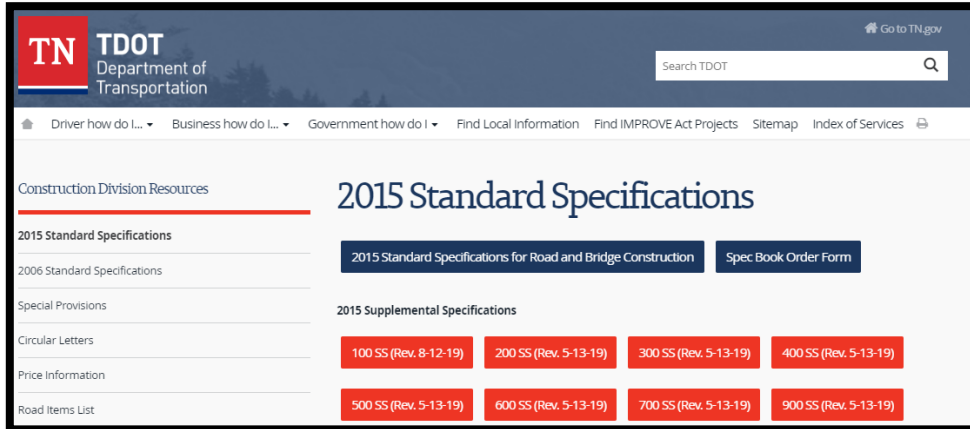 Go to TN.gov
TN
TDOT
Department of
Transportation
Search TDOT
Driver how do I... Business how do I... Government how do I Find Local Information Find IMPROVE Act Projects Sitemap Index of Services
Construction Division Resources
2015 Standard Specifications
2006 Standard Specifications
Special Provisions
Circular Letters
Price Information
Road Items List
2015 Standard Specifications
2015 Standard Specifications for Road and Bridge Construction Spec Book Order Form
2015 Supplemental Specifications
100 SS (Rev. 8-12-19) 200 SS (Rev. 5-13-19) 300 SS (Rev. 5-13-19) 400 SS (Rev. 5-13-19)
500 SS (Rev. 5-13-19) 600 SS (Rev. 5-13-19) 700 SS (Rev. 5-13-19) 900 SS (Rev. 5-13-19)